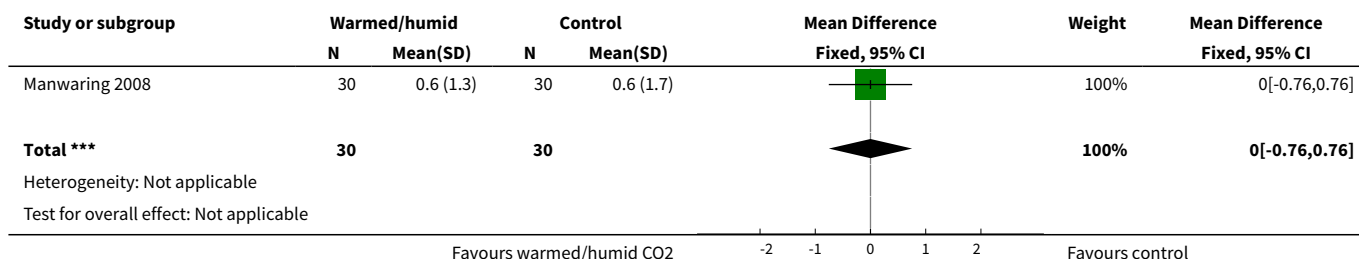 Study or subgroup Warmed/humid Control Mean Difference Weight Mean Difference
N Mean(SD) N Mean(SD) Fixed, 95% CI Fixed, 95% CI
Manwaring 2008 30 0.6 (1.3) 30 0.6 (1.7) 100% 0[-0.76,0.76]
Total *** 30 30 100% 0[-0.76,0.76]
Heterogeneity: Not applicable
Test for overall effect: Not applicable
Favours warmed/humid CO2 -2 -1 0 1 2 Favours control